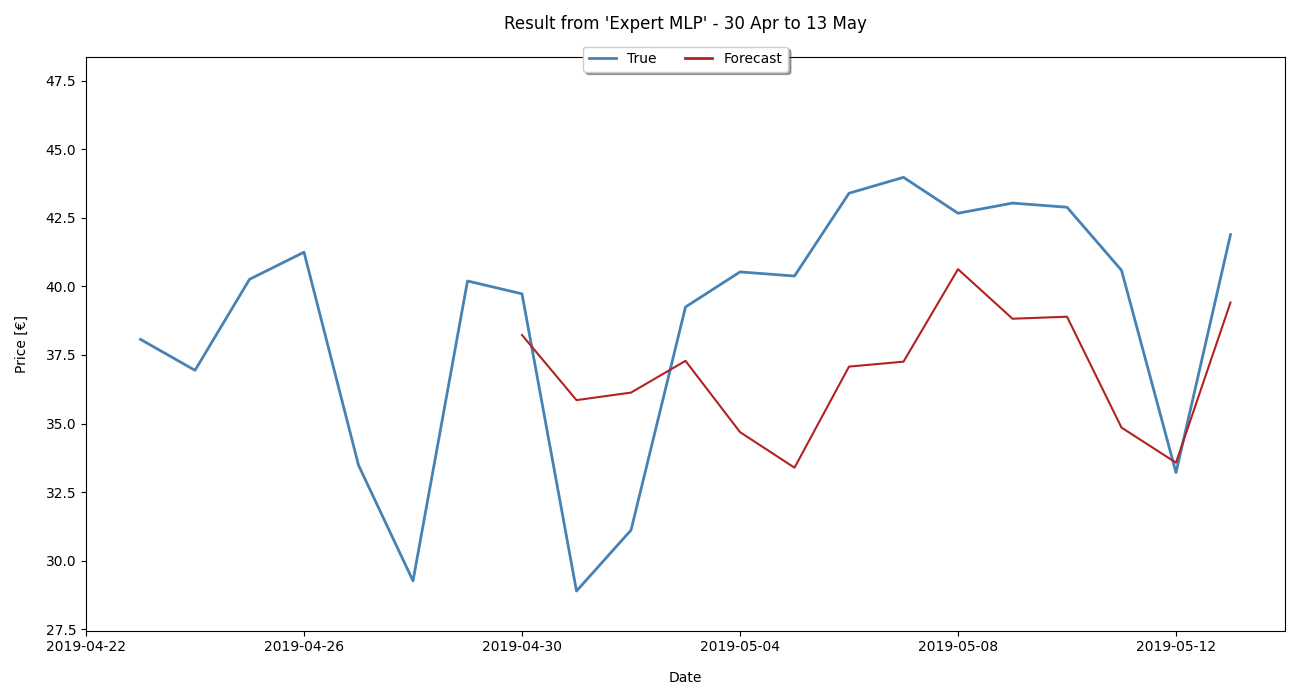 Result from 'Expert MLP' - 30 Apr to 13 May
True Forecast
47.5
45.0
42.5
40.0
37.5
35.0
32.5
30.0
27.5
Price [€]
2019-04-22 2019-04-26 2019-04-30 2019-05-04 2019-05-08 2019-05-12
Date